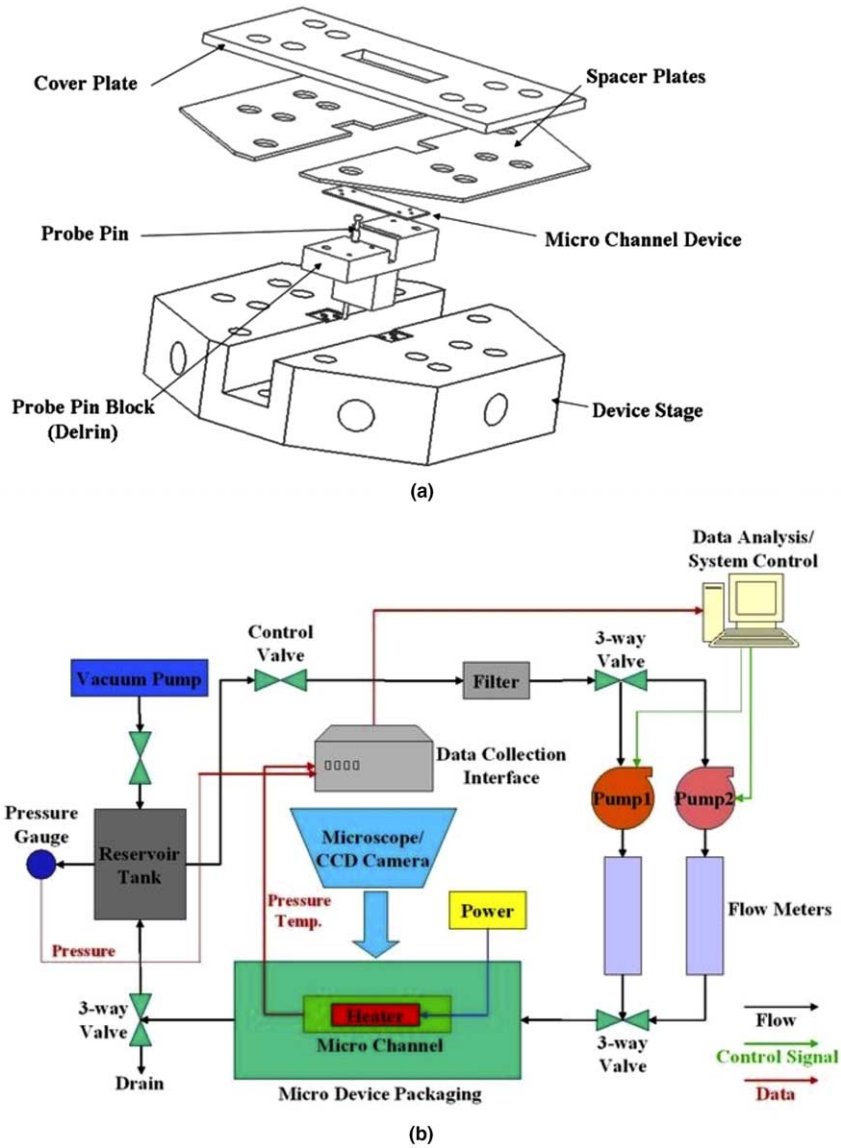 Cover Plate
Spacer Plates
Probe Pin
Micro Channel Device
Probe Pin Block
(Delrin)
Device Stage
(a)
Data Analysis/
System Control
Control
Valve
3-way
Valve
Vacuum Pump
Filter
Data Collection
Interface
Pump1
Pump2
Pressure
Gauge
Reservoir
Tank
Microscope/
CCD Camera
Pressure
Temp.
Power
Flow Meters
Pressure
3-way
Valve
Heater
Micro Channel
3-way
Valve
Flow
Control Signal
Data
Drain
Micro Device Packaging
(b)